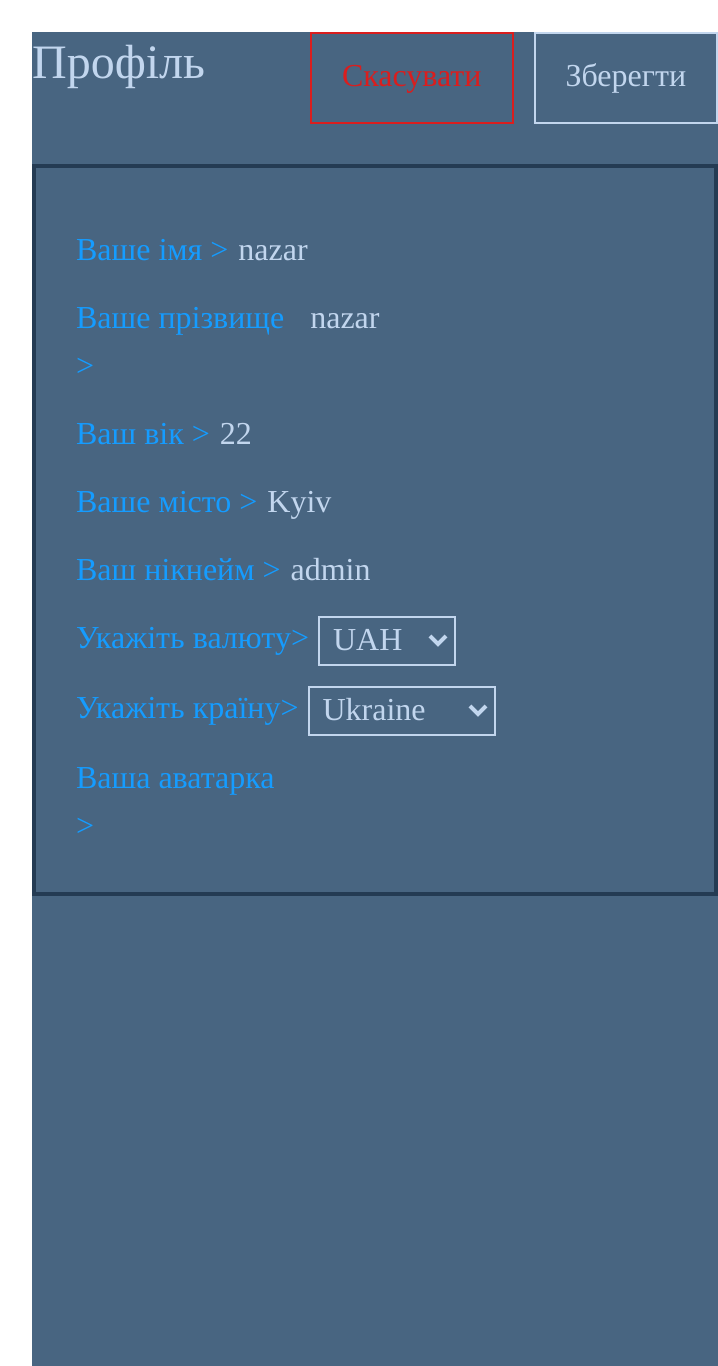 Профіль
Скасувати
Зберегти
Ваше імя > nazar
Ваше прізвище nazar
>
Ваш вік > 22
Ваше місто > Kyiv
Ваш нікнейм > admin
Укажіть валюту> UAH
Укажіть країну> Ukraine
Ваша аватарка
>